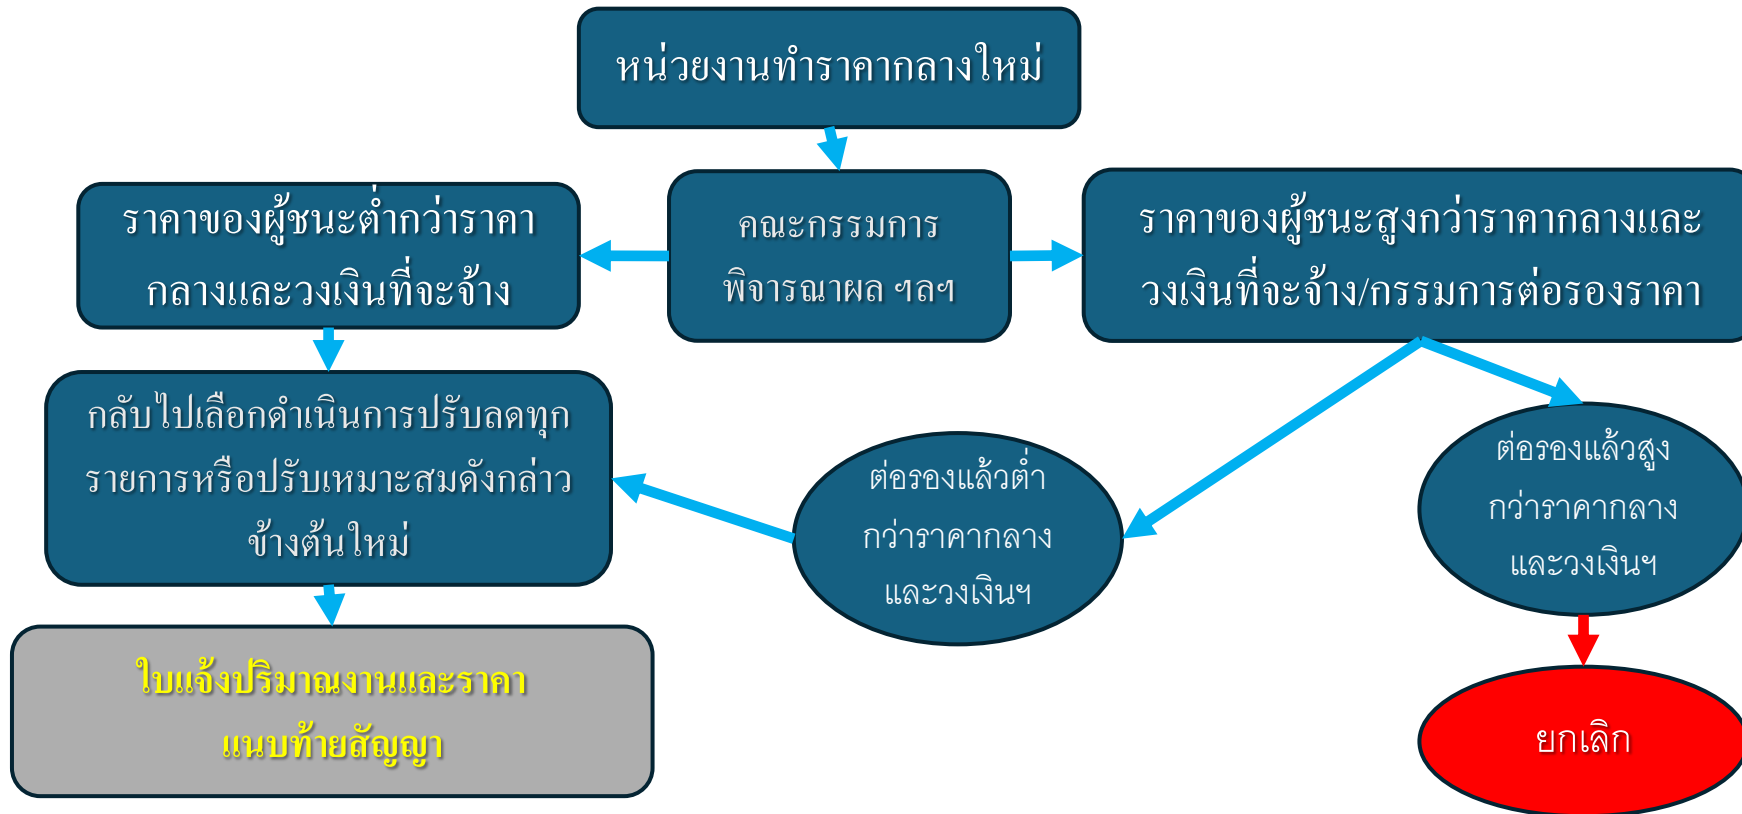 หน่วยงานทำราคากลางใหม่
ราคาของผู้ชนะต่ำกว่าราคา
กลางและวงเงินที่จะจ้าง
คณะกรรมการ
พิจารณาผล ฯลฯ
ราคาของผู้ชนะสูงกว่าราคากลางและ
วงเงินที่จะจ้าง/กรรมการต่อรองราคา
กลับไปเลือกดำเนินการปรับลดทุก
รายการหรือปรับเหมาะสมดังกล่าว
ข้างต้นใหม่
ต่อรองแล้วต่ำ
กว่าราคากลาง
และวงเงินฯ
ต่อรองแล้วสูง
กว่าราคากลาง
และวงเงินฯ
ใบแจ้งปริมาณงานและราคา
แนบท้ายสัญญา
ยกเลิก